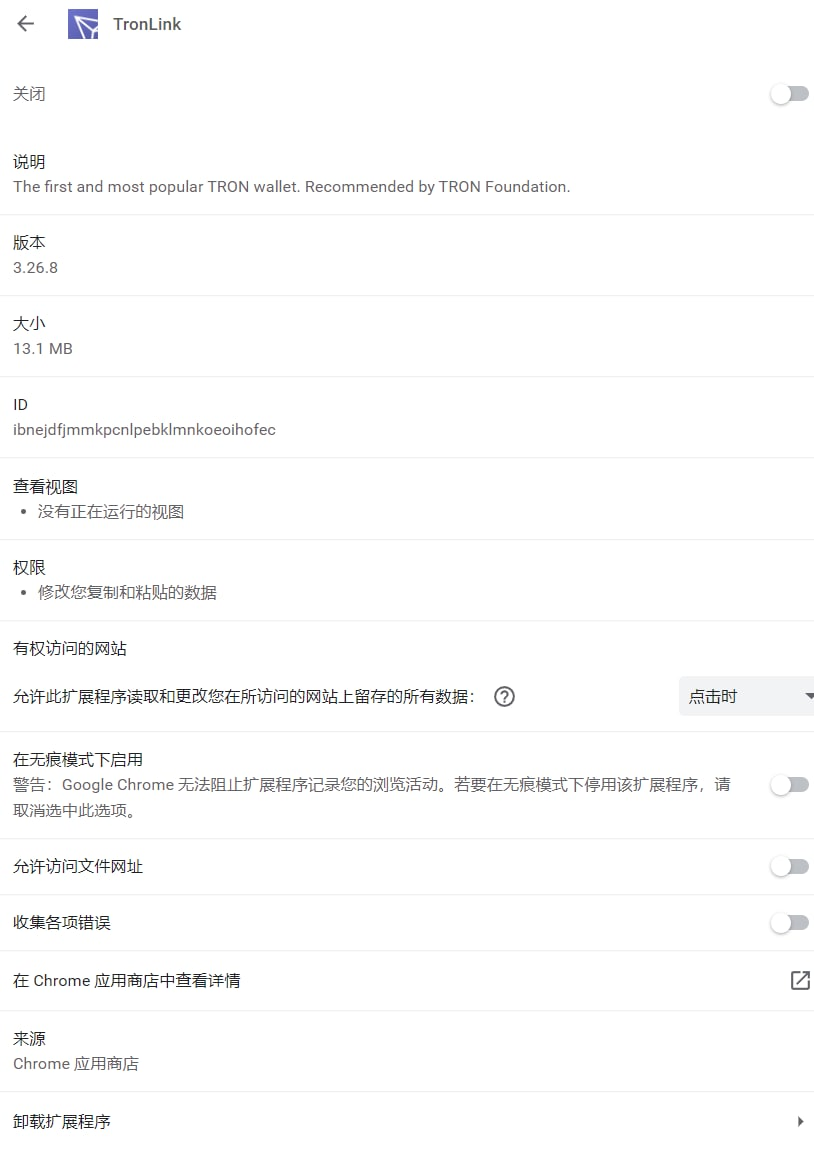 TronLink
关闭
说明
The first and most popular TRON wallet. Recommended by TRON Foundation.
版本
3.26.8
大小
13.1 MB
ID
ibnejdfjmmkpcnlpebklmnkoeoihofec
查看视图
• 没有正在运行的视图
权限
• 修改您复制和粘贴的数据
有权访问的网站
允许此扩展程序读取和更改您在所访问的网站上留存的所有数据： ? 点击时
在无痕模式下启用
警告：Google Chrome 无法阻止扩展程序记录您的浏览活动。若要在无痕模式下停用该扩展程序，请
取消选中此选项。
允许访问文件网址
收集各项错误
在 Chrome 应用商店中查看详情
来源
Chrome 应用商店
卸载扩展程序